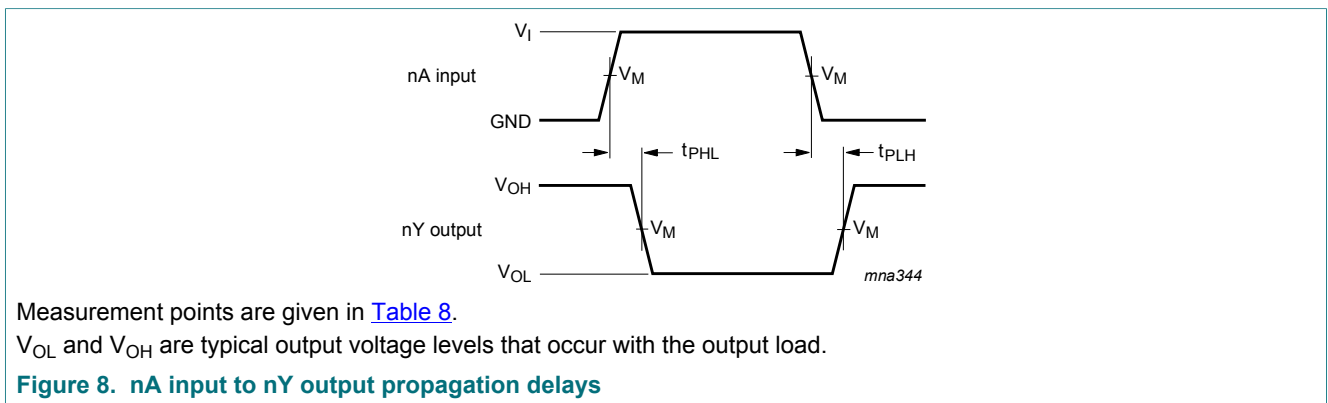 V_I
nA input
V_M
V_M
GND
t_PHL
t_PLH
V_OH
nY output
V_M
V_M
V_OL
mna344
Measurement points are given in Table 8.
V_OL and V_OH are typical output voltage levels that occur with the output load.
Figure 8. nA input to nY output propagation delays